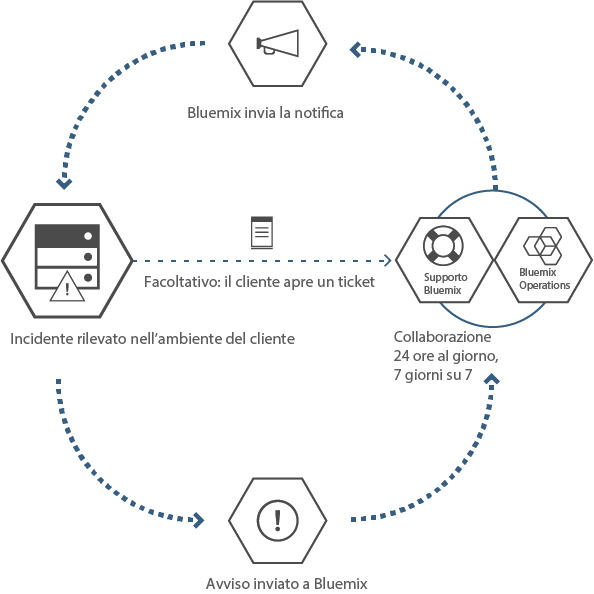 Bluemix invia la notifica
Supporto
Bluemix
Bluemix
Operations
Facoltativo: il cliente apre un ticket
Incidente rilevato nell'ambiente del cliente
Collaborazione
24 ore al giorno,
7 giorni su 7
Avviso inviato a Bluemix